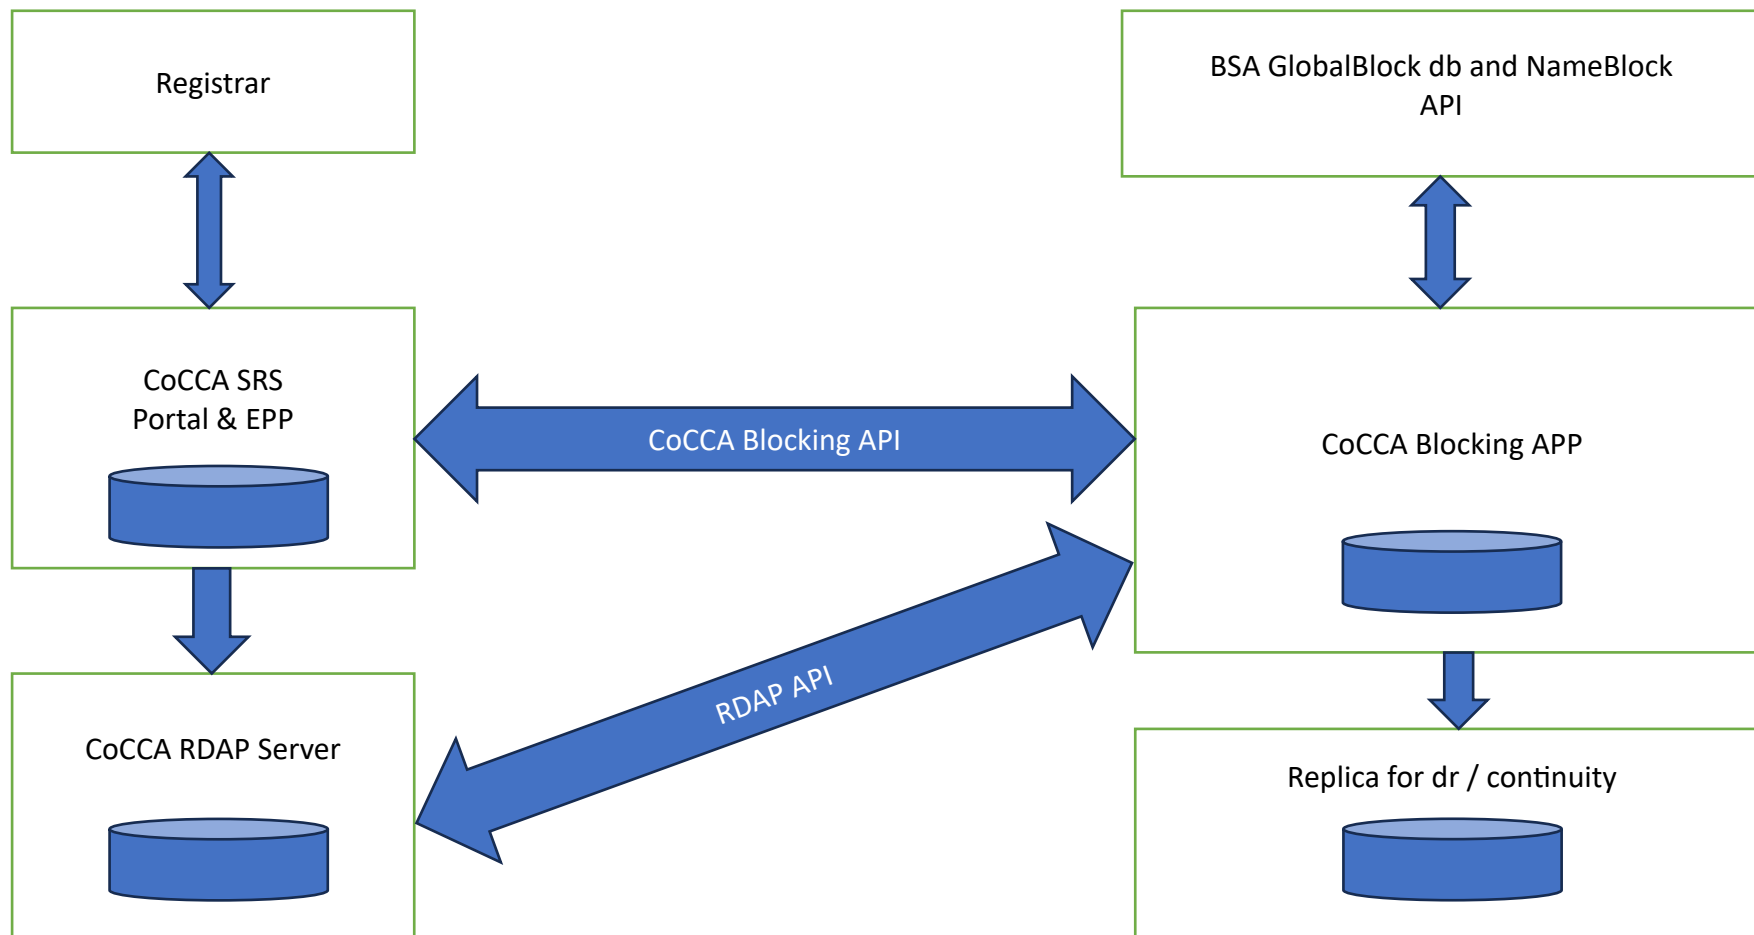 Registrar
BSA GlobalBlock db and NameBlock
API
CoCCA SRS
Portal & EPP
CoCCA Blocking API
CoCCA Blocking APP
RDAP API
CoCCA RDAP Server
Replica for dr / continuity